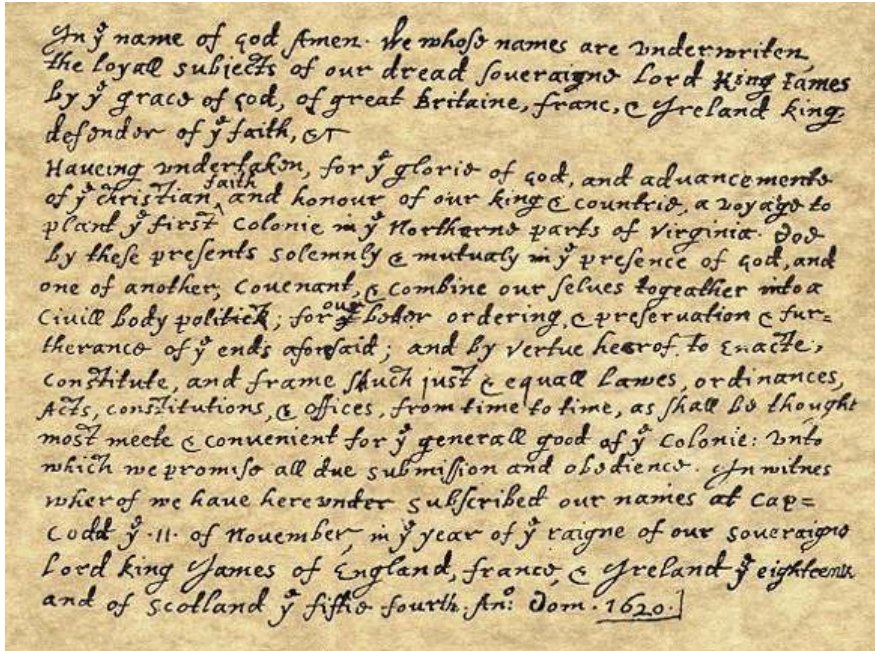 In yᵉ name of god Amen· We whose names are vnderwriten,
the loyall subjects of our dread soveraigne Lord King Iames
by yᵉ grace of god, of great Britaine, franc, & Ireland king,
defender of yᵉ faith, &c
Haveing vndertaken, for yᵉ glorie of god, and advancemente
of yᵉ christian faith and honour of our king & countrie, a voyage to
plant yᵉ first colonie in yᵉ Northerne parts of Virginia· Doe
by these presents solemnly & mutualy in yᵉ presence of god, and
one of another, covenant, & combine our selves togeather into a
Civill body politick; for our better ordering, & preservation & fur=
therance of yᵉ ends aforesaid; and by vertue hearof, to Enacte,
constitute, and frame such just & equall Lawes, ordinances,
Acts, constitutions, & offices, from time to time, as shall be thought
most meete & convenient for yᵉ generall good of yᵉ Colonie: vnto
which we promise all due submission and obedience· In witnes
wherof we have herevnder subscribed our names at Cap=
Codd yᵉ ·11· of November, in yᵉ year of yᵉ raigne of our soveraigne
Lord king James of England, france, & Ireland yᵉ eighteenth
and of Scotland yᵉ fiftie fourth. Anᵒ: Dom· 1620·]